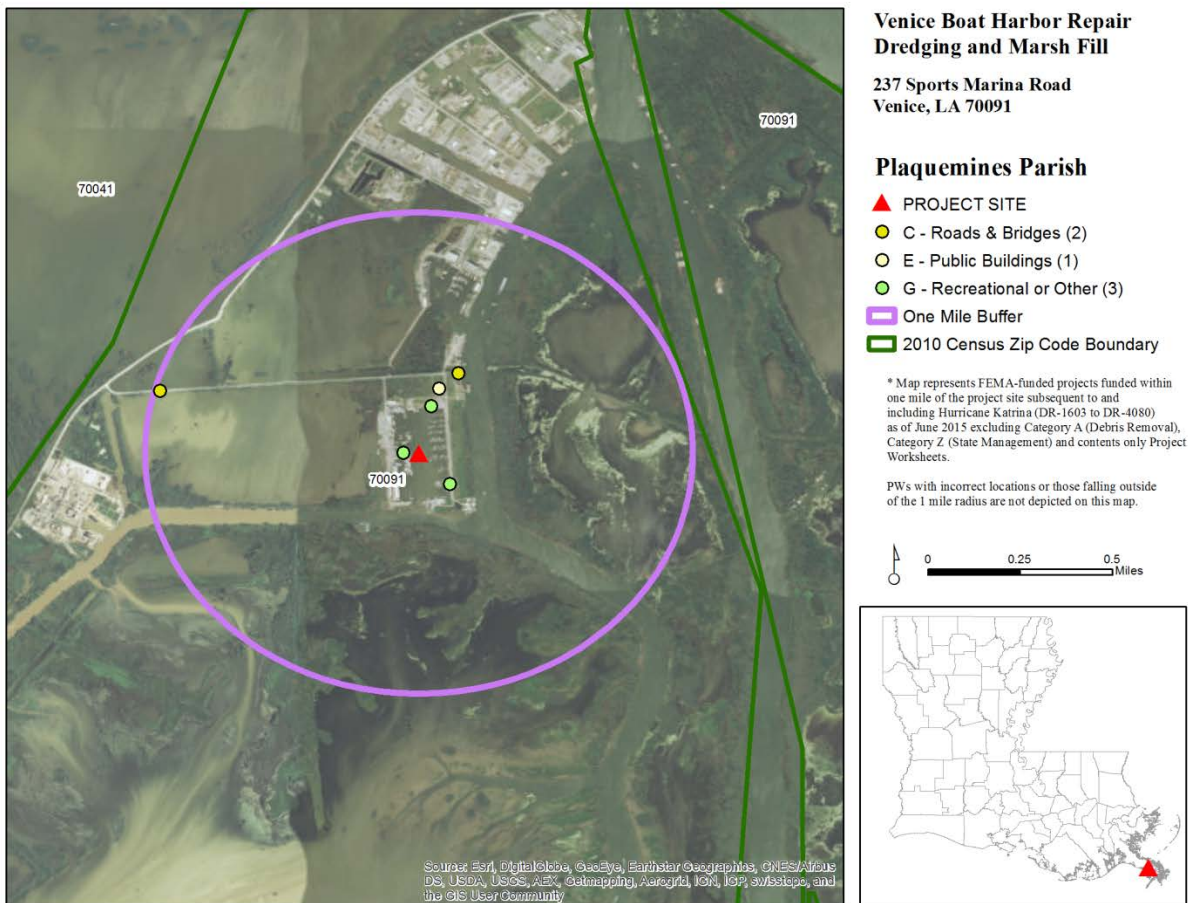 Venice Boat Harbor Repair
Dredging and Marsh Fill
237 Sports Marina Road
Venice, LA 70091
Plaquemines Parish
PROJECT SITE
C - Roads & Bridges (2)
E - Public Buildings (1)
G - Recreational or Other (3)
One Mile Buffer
2010 Census Zip Code Boundary
* Map represents FEMA-funded projects funded within
one mile of the project site subsequent to and
including Hurricane Katrina (DR-1603 to DR-4080)
as of June 2015 excluding Category A (Debris Removal),
Category Z (State Management) and contents only Project
Worksheets.
PWs with incorrect locations or those falling outside
of the 1 mile radius are not depicted on this map.
0 0.25 0.5
Miles
70091
70041
70091
Source: Esri, DigitalGlobe, GeoEye, Earthstar Geographics, CNES/Airbus
DS, USDA, USGS, AEX, Getmapping, Aerogrid, IGN, IGP, swisstopo, and
the GIS User Community